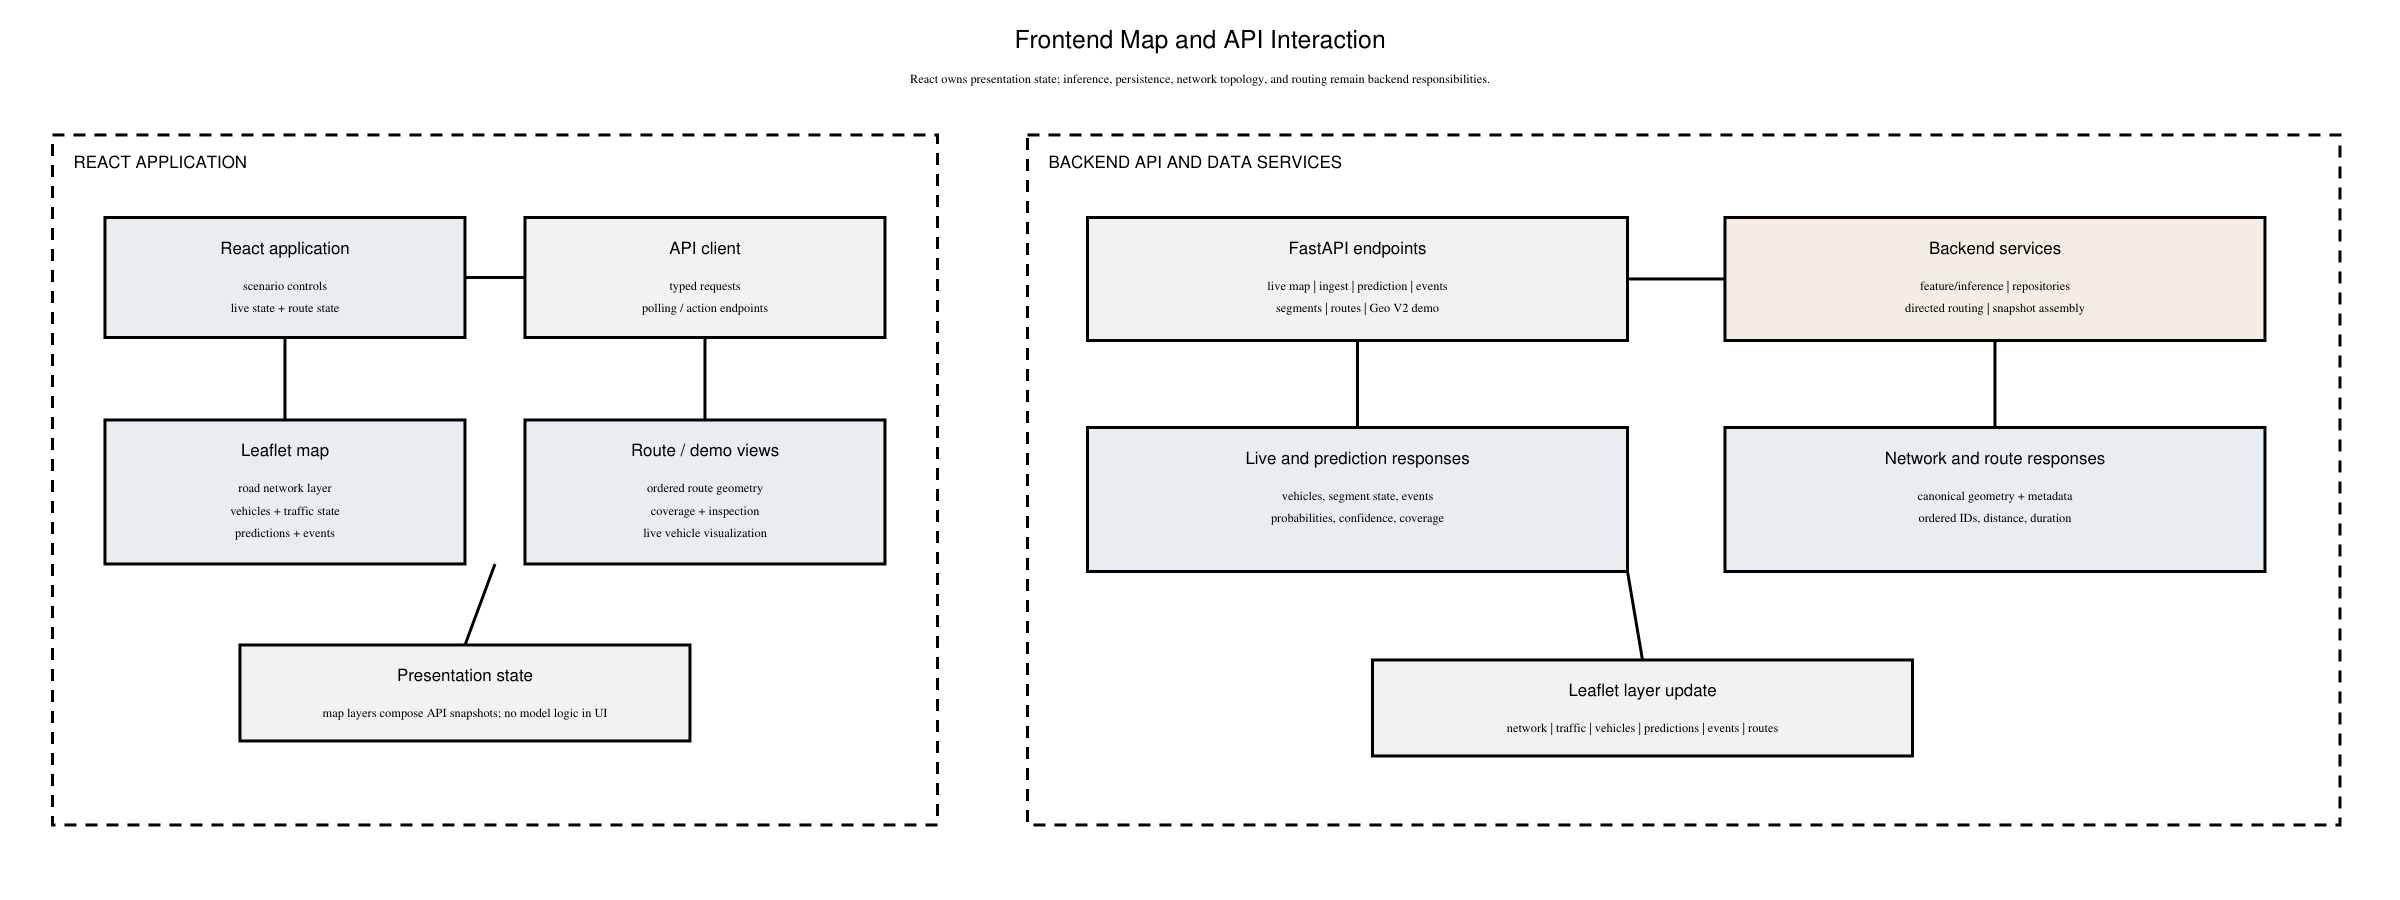 Frontend Map and API Interaction
React owns presentation state; inference, persistence, network topology, and routing remain backend responsibilities.
REACT APPLICATION
React application
scenario controls
live state + route state
API client
typed requests
polling / action endpoints
Leaflet map
road network layer
vehicles + traffic state
predictions + events
Route / demo views
ordered route geometry
coverage + inspection
live vehicle visualization
Presentation state
map layers compose API snapshots; no model logic in UI
BACKEND API AND DATA SERVICES
FastAPI endpoints
live map | ingest | prediction | events
segments | routes | Geo V2 demo
Backend services
feature/inference | repositories
directed routing | snapshot assembly
Live and prediction responses
vehicles, segment state, events
probabilities, confidence, coverage
Network and route responses
canonical geometry + metadata
ordered IDs, distance, duration
Leaflet layer update
network | traffic | vehicles | predictions | events | routes